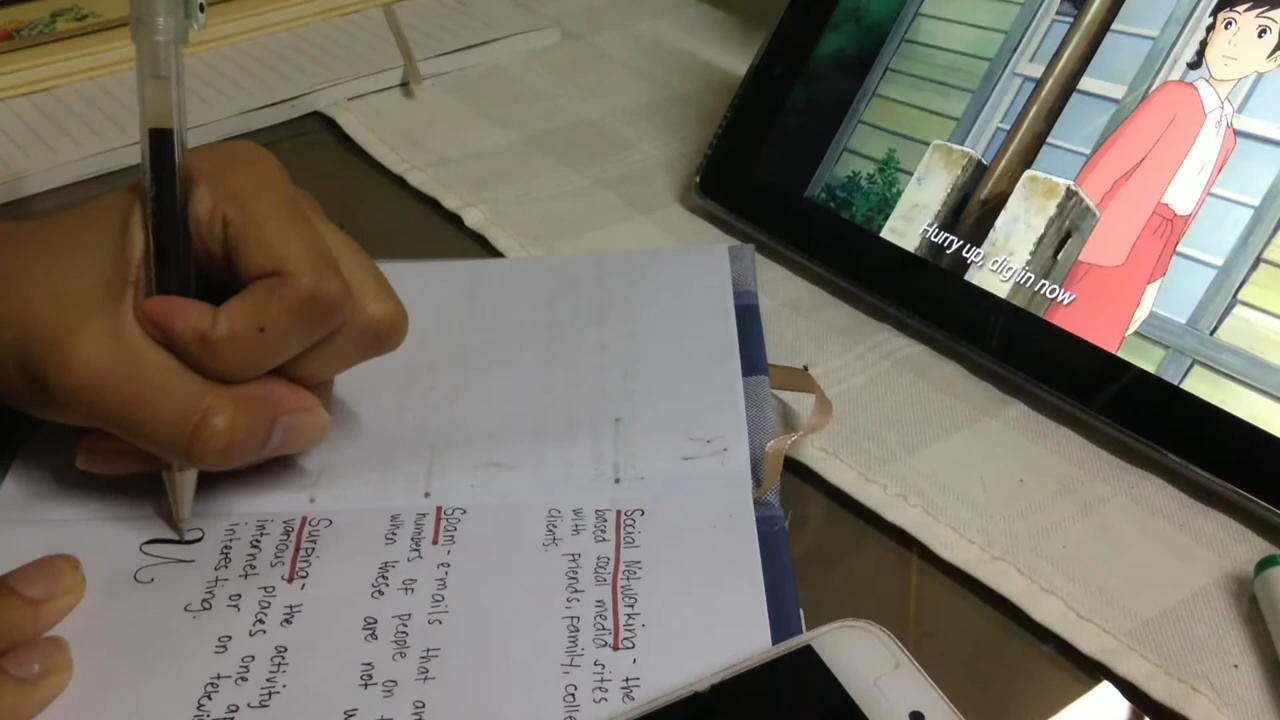 Social Networking - the
based social media sites
with friends, family, colle
clients.
Spam - e-mails that ar
numbers of people on
when these are not
Surfing - the activity
various places one
internet or on
interesting.
U
Hurry up, dig in now